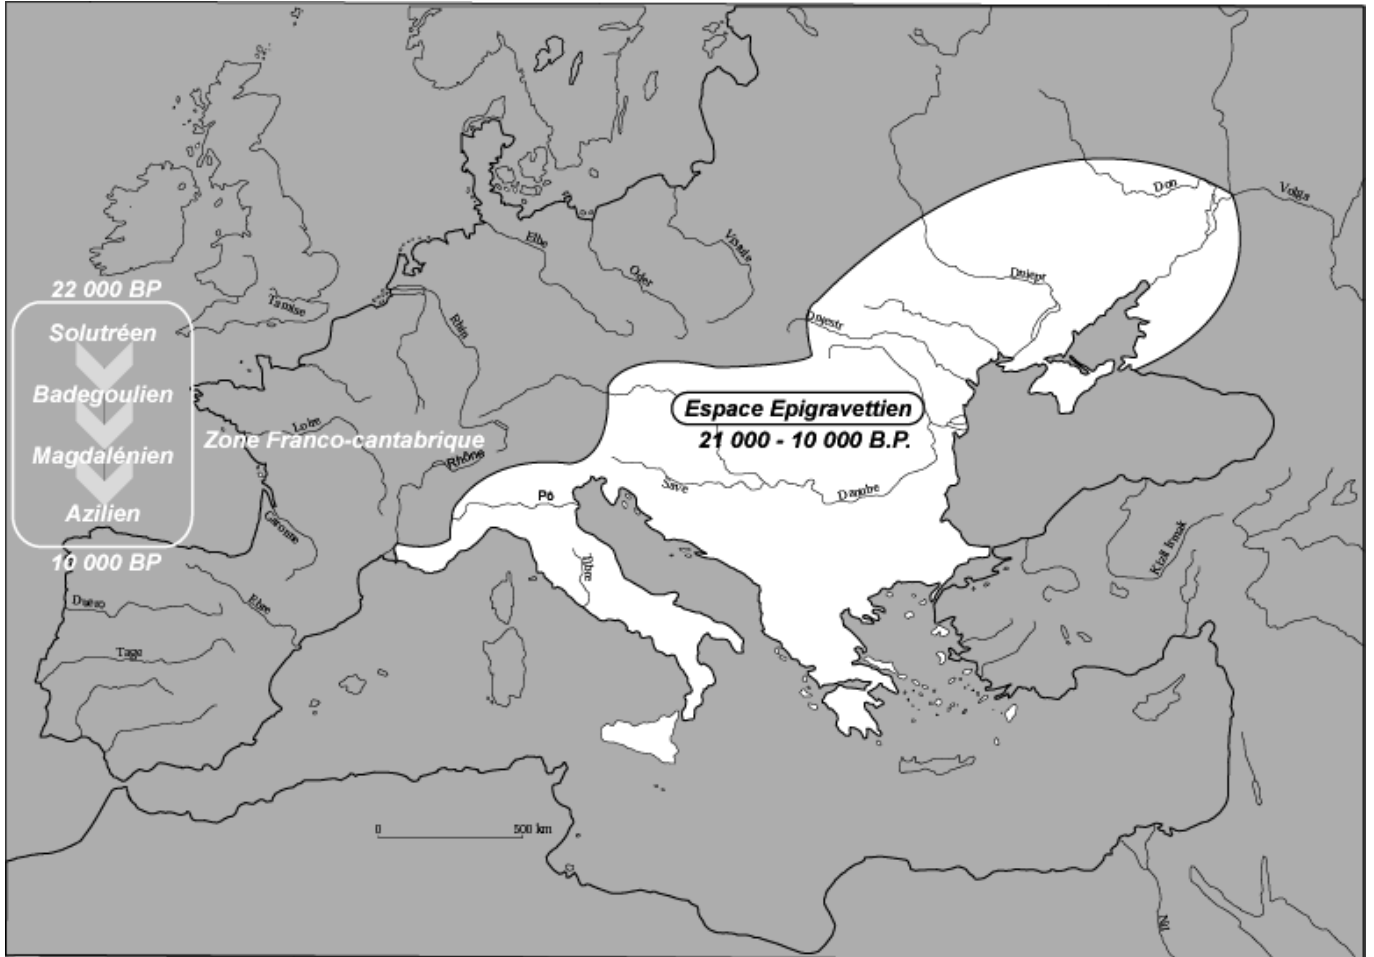 Don
Volga
Elbe
Vistule
Oder
Dniepr
22 000 BP
Tamise
Solutréen
Rhin
Dniestr
Badegoulien
Espace Epigravettien
Loire
Zone Franco-cantabrique
21 000 - 10 000 B.P.
Magdalénien
Rhône
Save
Danube
Pô
Azilien
Garonne
Kizil Irmak
10 000 BP
Tibre
Duero
Ebre
Tage
0
500 km
Nil